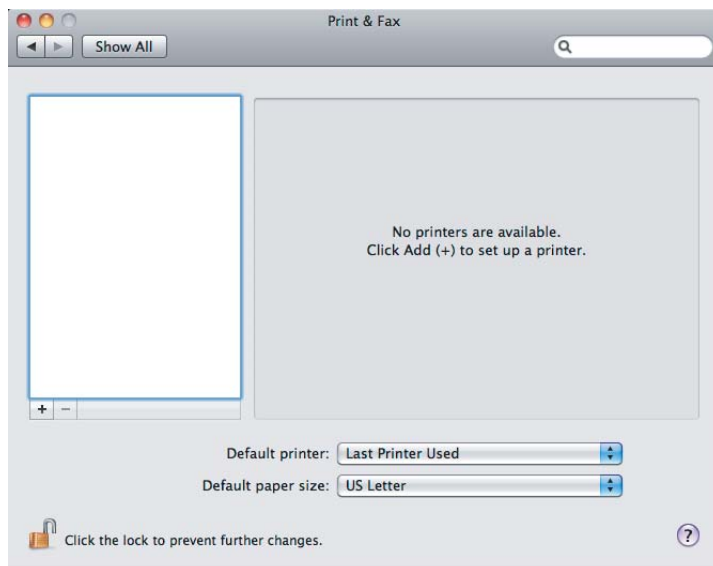 Print & Fax
Show All
No printers are available.
Click Add (+) to set up a printer.
+ −
Default printer: Last Printer Used
Default paper size: US Letter
Click the lock to prevent further changes.
?